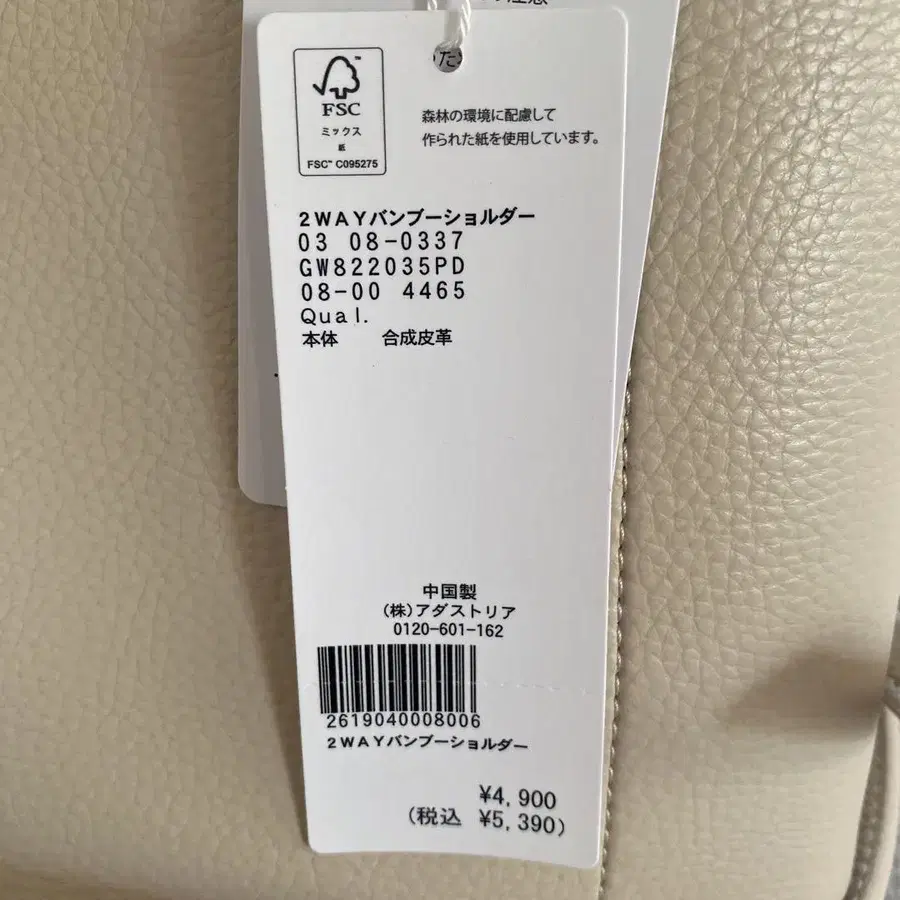 FSC
ミックス
紙
FSC™ C095275
森林の環境に配慮して
作られた紙を使用しています。
2WAYバンブーショルダー
03 08-0337
GW822035PD
08-00 4465
Qual.
本体 合成皮革
中国製
(株)アダストリア
0120-601-162
2619040008006
2WAYバンブーショルダー
¥4,900
(税込 ¥5,390)